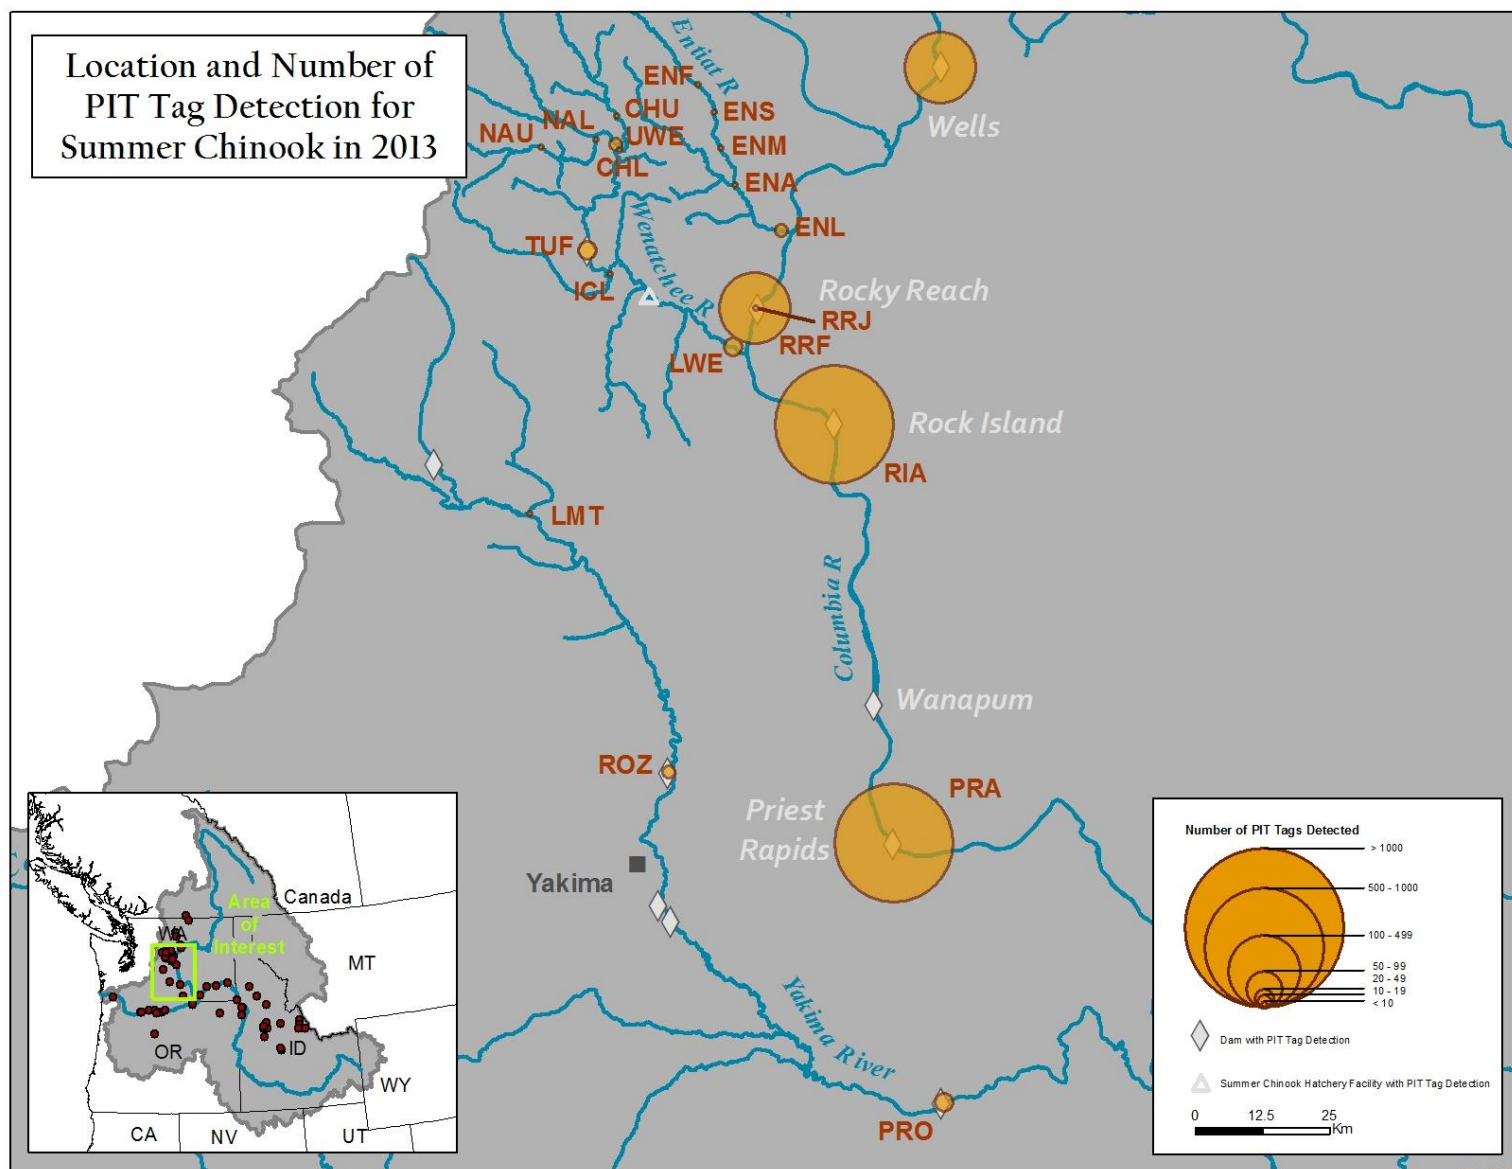 Location and Number of
PIT Tag Detection for
Summer Chinook in 2013
Entiat R
ENF
CHU
ENS
NAL
UWE
NAU
ENM
CHL
ENA
Wells
Wenatchee R
ENL
TUF
ICL
Rocky Reach
RRJ
RRF
LWE
Rock Island
RIA
LMT
Columbia R
Wanapum
ROZ
PRA
Priest
Rapids
Yakima
Yakima River
PRO
Canada
Area
of
Interest
WA
MT
OR
ID
WY
CA
NV
UT
Number of PIT Tags Detected
> 1000
500 - 1000
100 - 499
50 - 99
20 - 49
10 - 19
< 10
Dam with PIT Tag Detection
Summer Chinook Hatchery Facility with PIT Tag Detection
0 12.5 25
Km